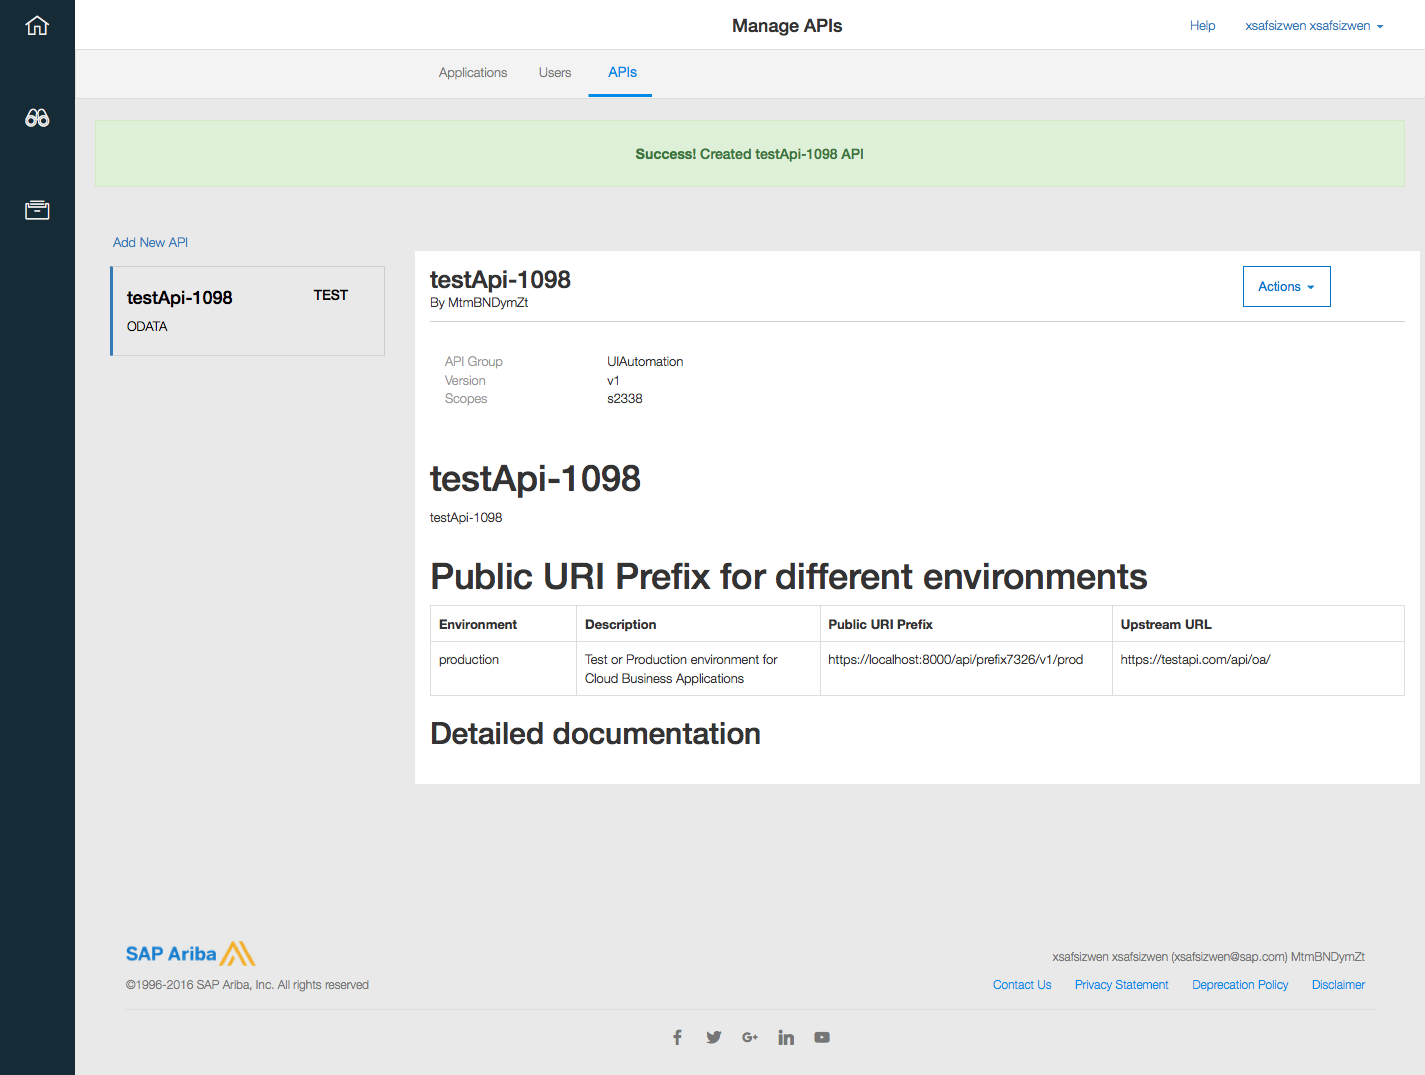 Manage APIs
Help
xsafsizwen xsafsizwen
Applications
Users
APIs
Success! Created testApi-1098 API
Add New API
testApi-1098
TEST
ODATA
testApi-1098
By MtmBNDymZt
Actions
API Group
UIAutomation
Version
v1
Scopes
s2338
testApi-1098
testApi-1098
Public URI Prefix for different environments
Environment
Description
Public URI Prefix
Upstream URL
production
Test or Production environment for
Cloud Business Applications
https://localhost:8000/api/prefix7326/v1/prod
https://testapi.com/api/oa/
Detailed documentation
SAP Ariba
xsafsizwen xsafsizwen (xsafsizwen@sap.com) MtmBNDymZt
©1996-2016 SAP Ariba, Inc. All rights reserved
Contact Us
Privacy Statement
Deprecation Policy
Disclaimer